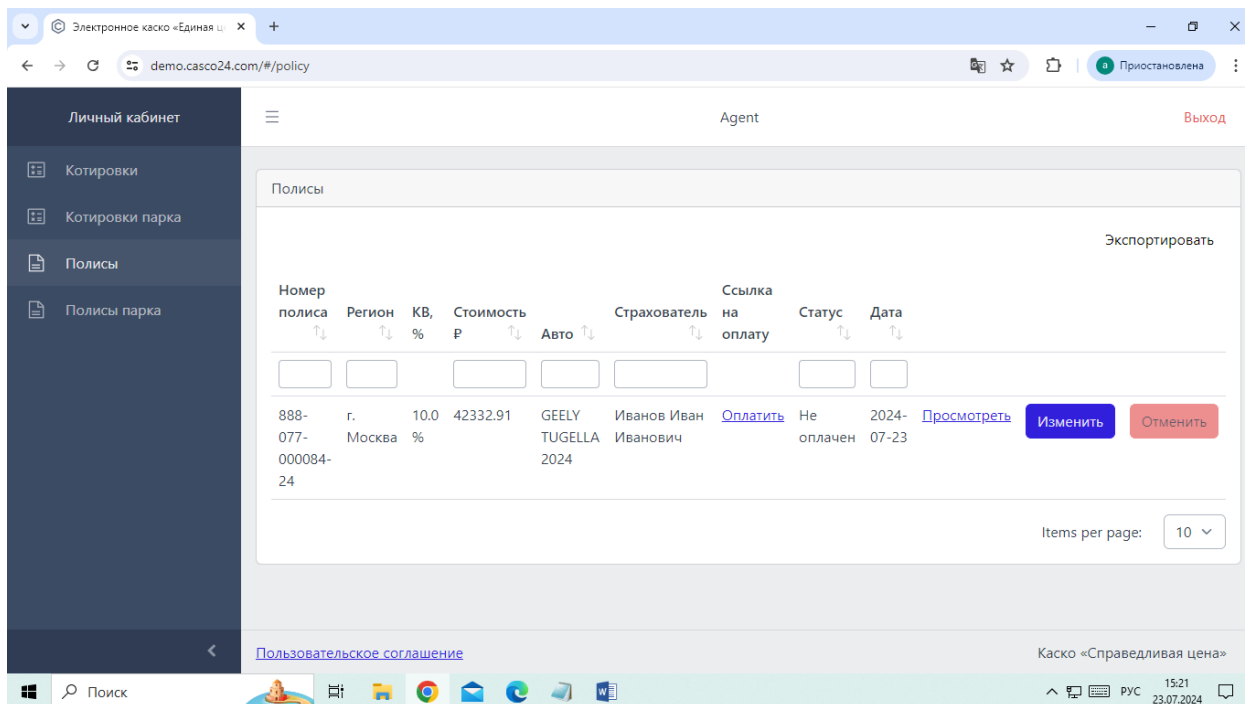 Электронное каско «Единая ц
demo.casco24.com/#/policy
а Приостановлена
Личный кабинет
Agent
Выход
Котировки
Котировки парка
Полисы
Полисы парка
Полисы
Экспортировать
Номер полиса
Регион
КВ, %
Стоимость ₽
Авто
Страхователь
Ссылка на оплату
Статус
Дата
888-077-000084-24
г. Москва
10.0 %
42332.91
GEELY TUGELLA 2024
Иванов Иван Иванович
Оплатить
Не оплачен
2024-07-23
Просмотреть
Изменить
Отменить
Items per page:
10
Пользовательское соглашение
Каско «Справедливая цена»
Поиск
РУС
15:21
23.07.2024